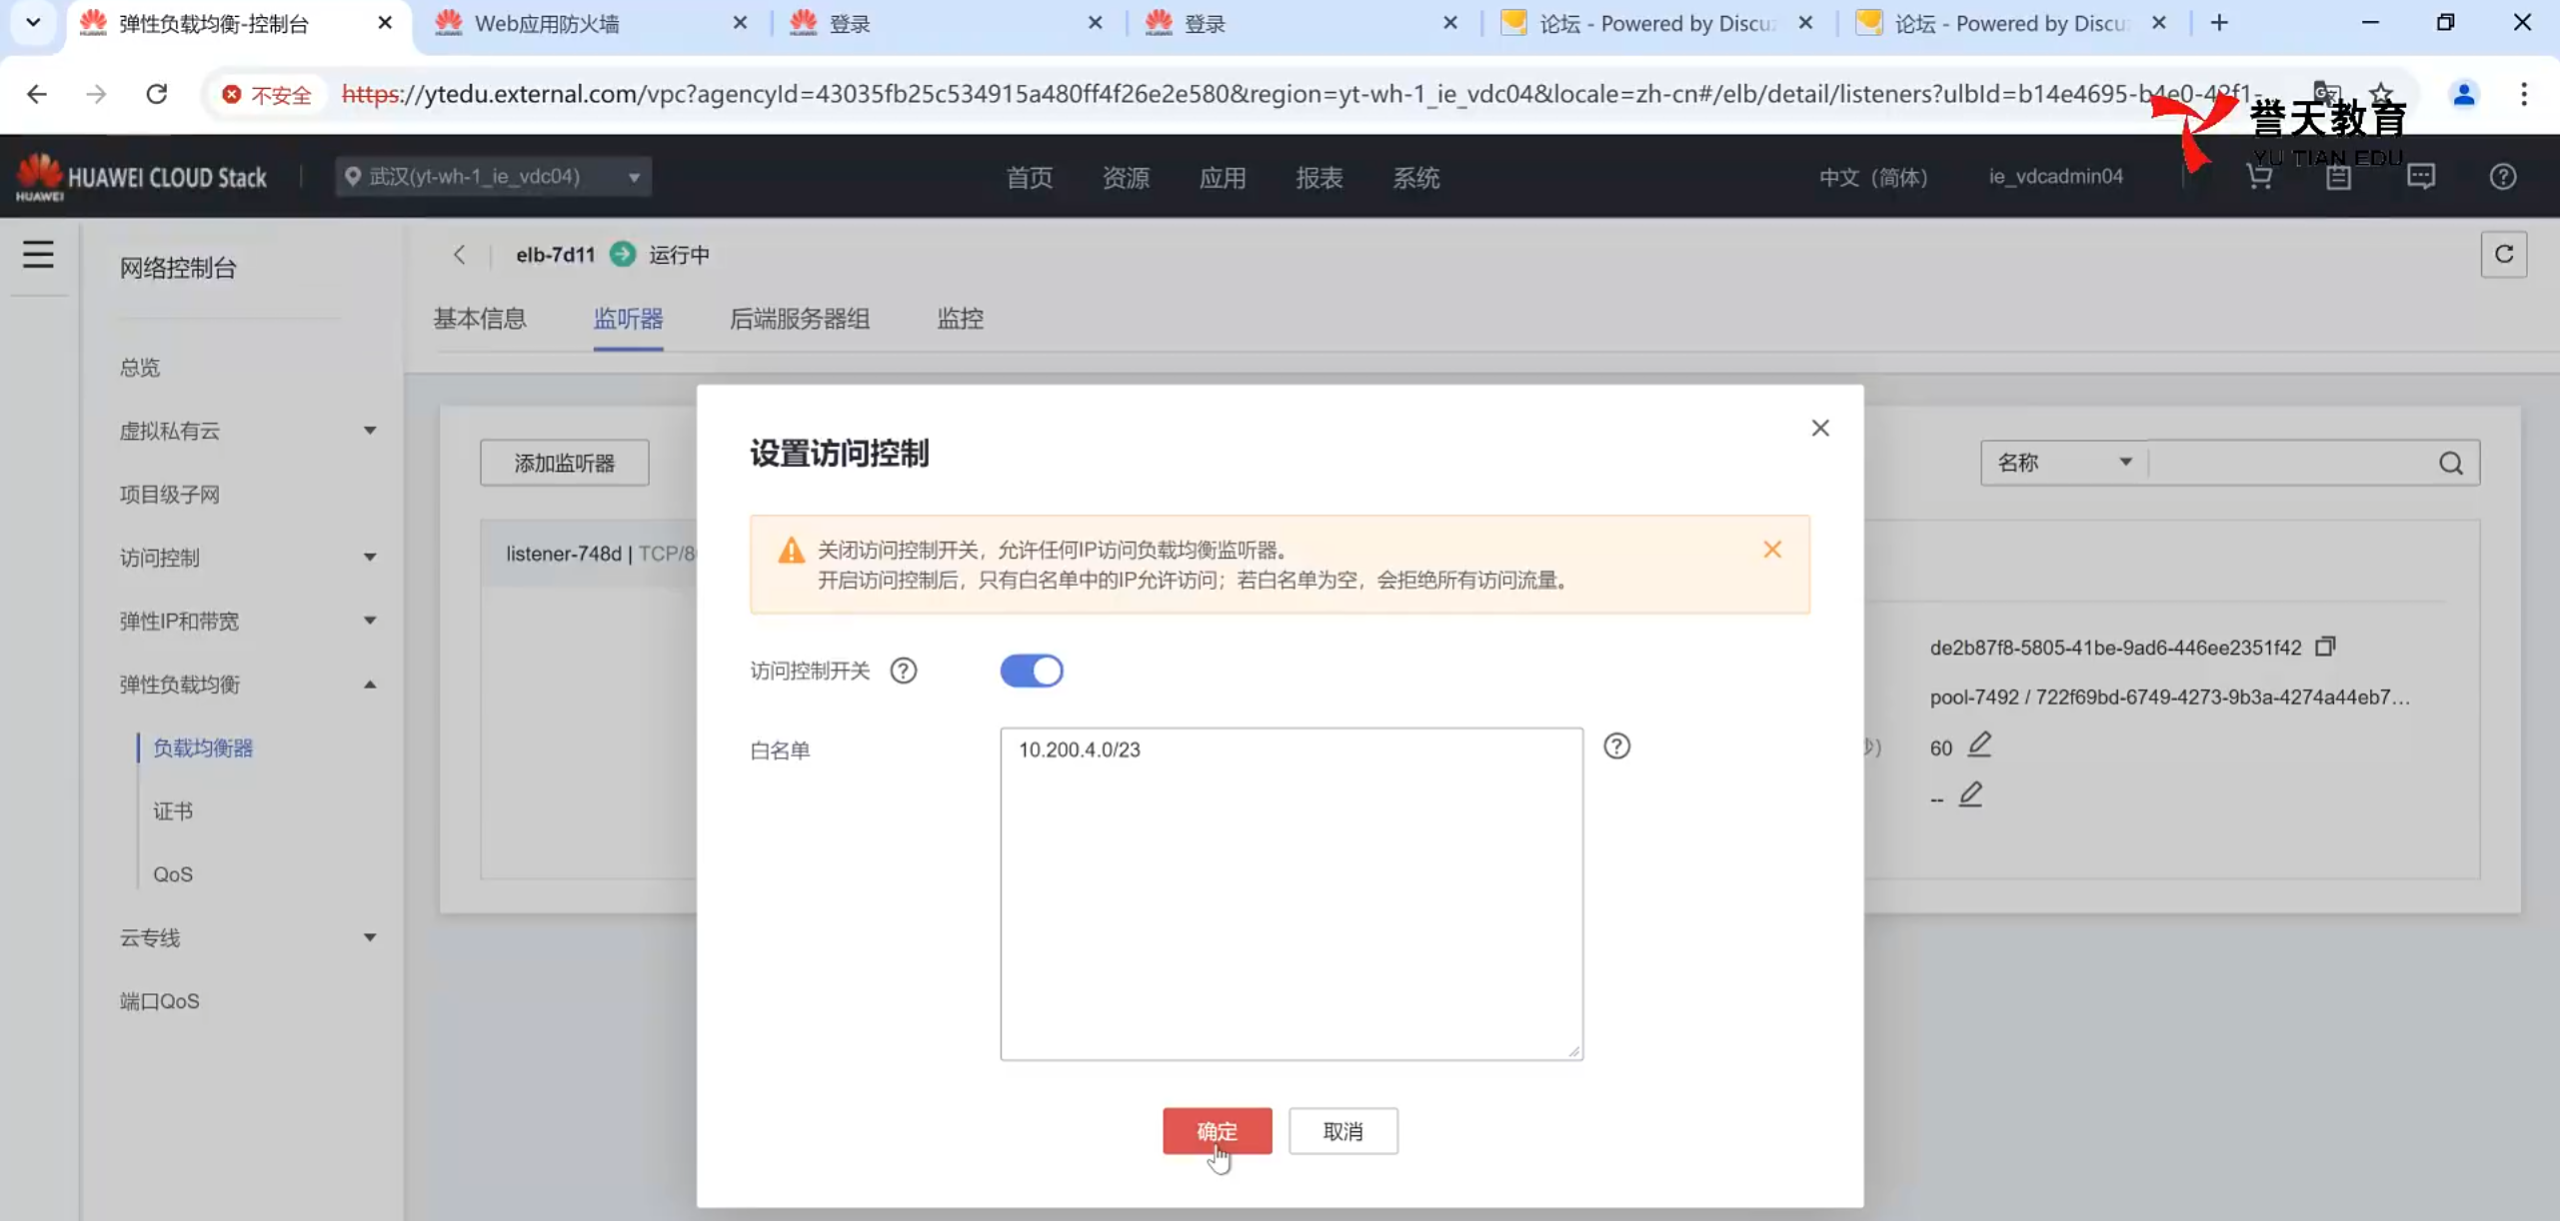 弹性负载均衡-控制台
Web应用防火墙
登录
登录
论坛 - Powered by Discu
论坛 - Powered by Discu
不安全
https://ytedu.external.com/vpc?agencyId=43035fb25c534915a480ff4f26e2e580&region=yt-wh-1_ie_vdc04&locale=zh-cn#/elb/detail/listeners?ulbId=b14e4695-b4e0-42f1-
誉天教育
YU TIAN EDU
HUAWEI
HUAWEI CLOUD Stack
武汉(yt-wh-1_ie_vdc04)
首页
资源
应用
报表
系统
中文（简体）
ie_vdcadmin04
网络控制台
总览
虚拟私有云
项目级子网
访问控制
弹性IP和带宽
弹性负载均衡
负载均衡器
证书
QoS
云专线
端口QoS
elb-7d11
运行中
基本信息
监听器
后端服务器组
监控
添加监听器
名称
listener-748d | TCP/8
de2b87f8-5805-41be-9ad6-446ee2351f42
pool-7492 / 722f69bd-6749-4273-9b3a-4274a44eb7...
60
--
设置访问控制
关闭访问控制开关，允许任何IP访问负载均衡监听器。
开启访问控制后，只有白名单中的IP允许访问；若白名单为空，会拒绝所有访问流量。
访问控制开关
白名单
10.200.4.0/23
确定
取消